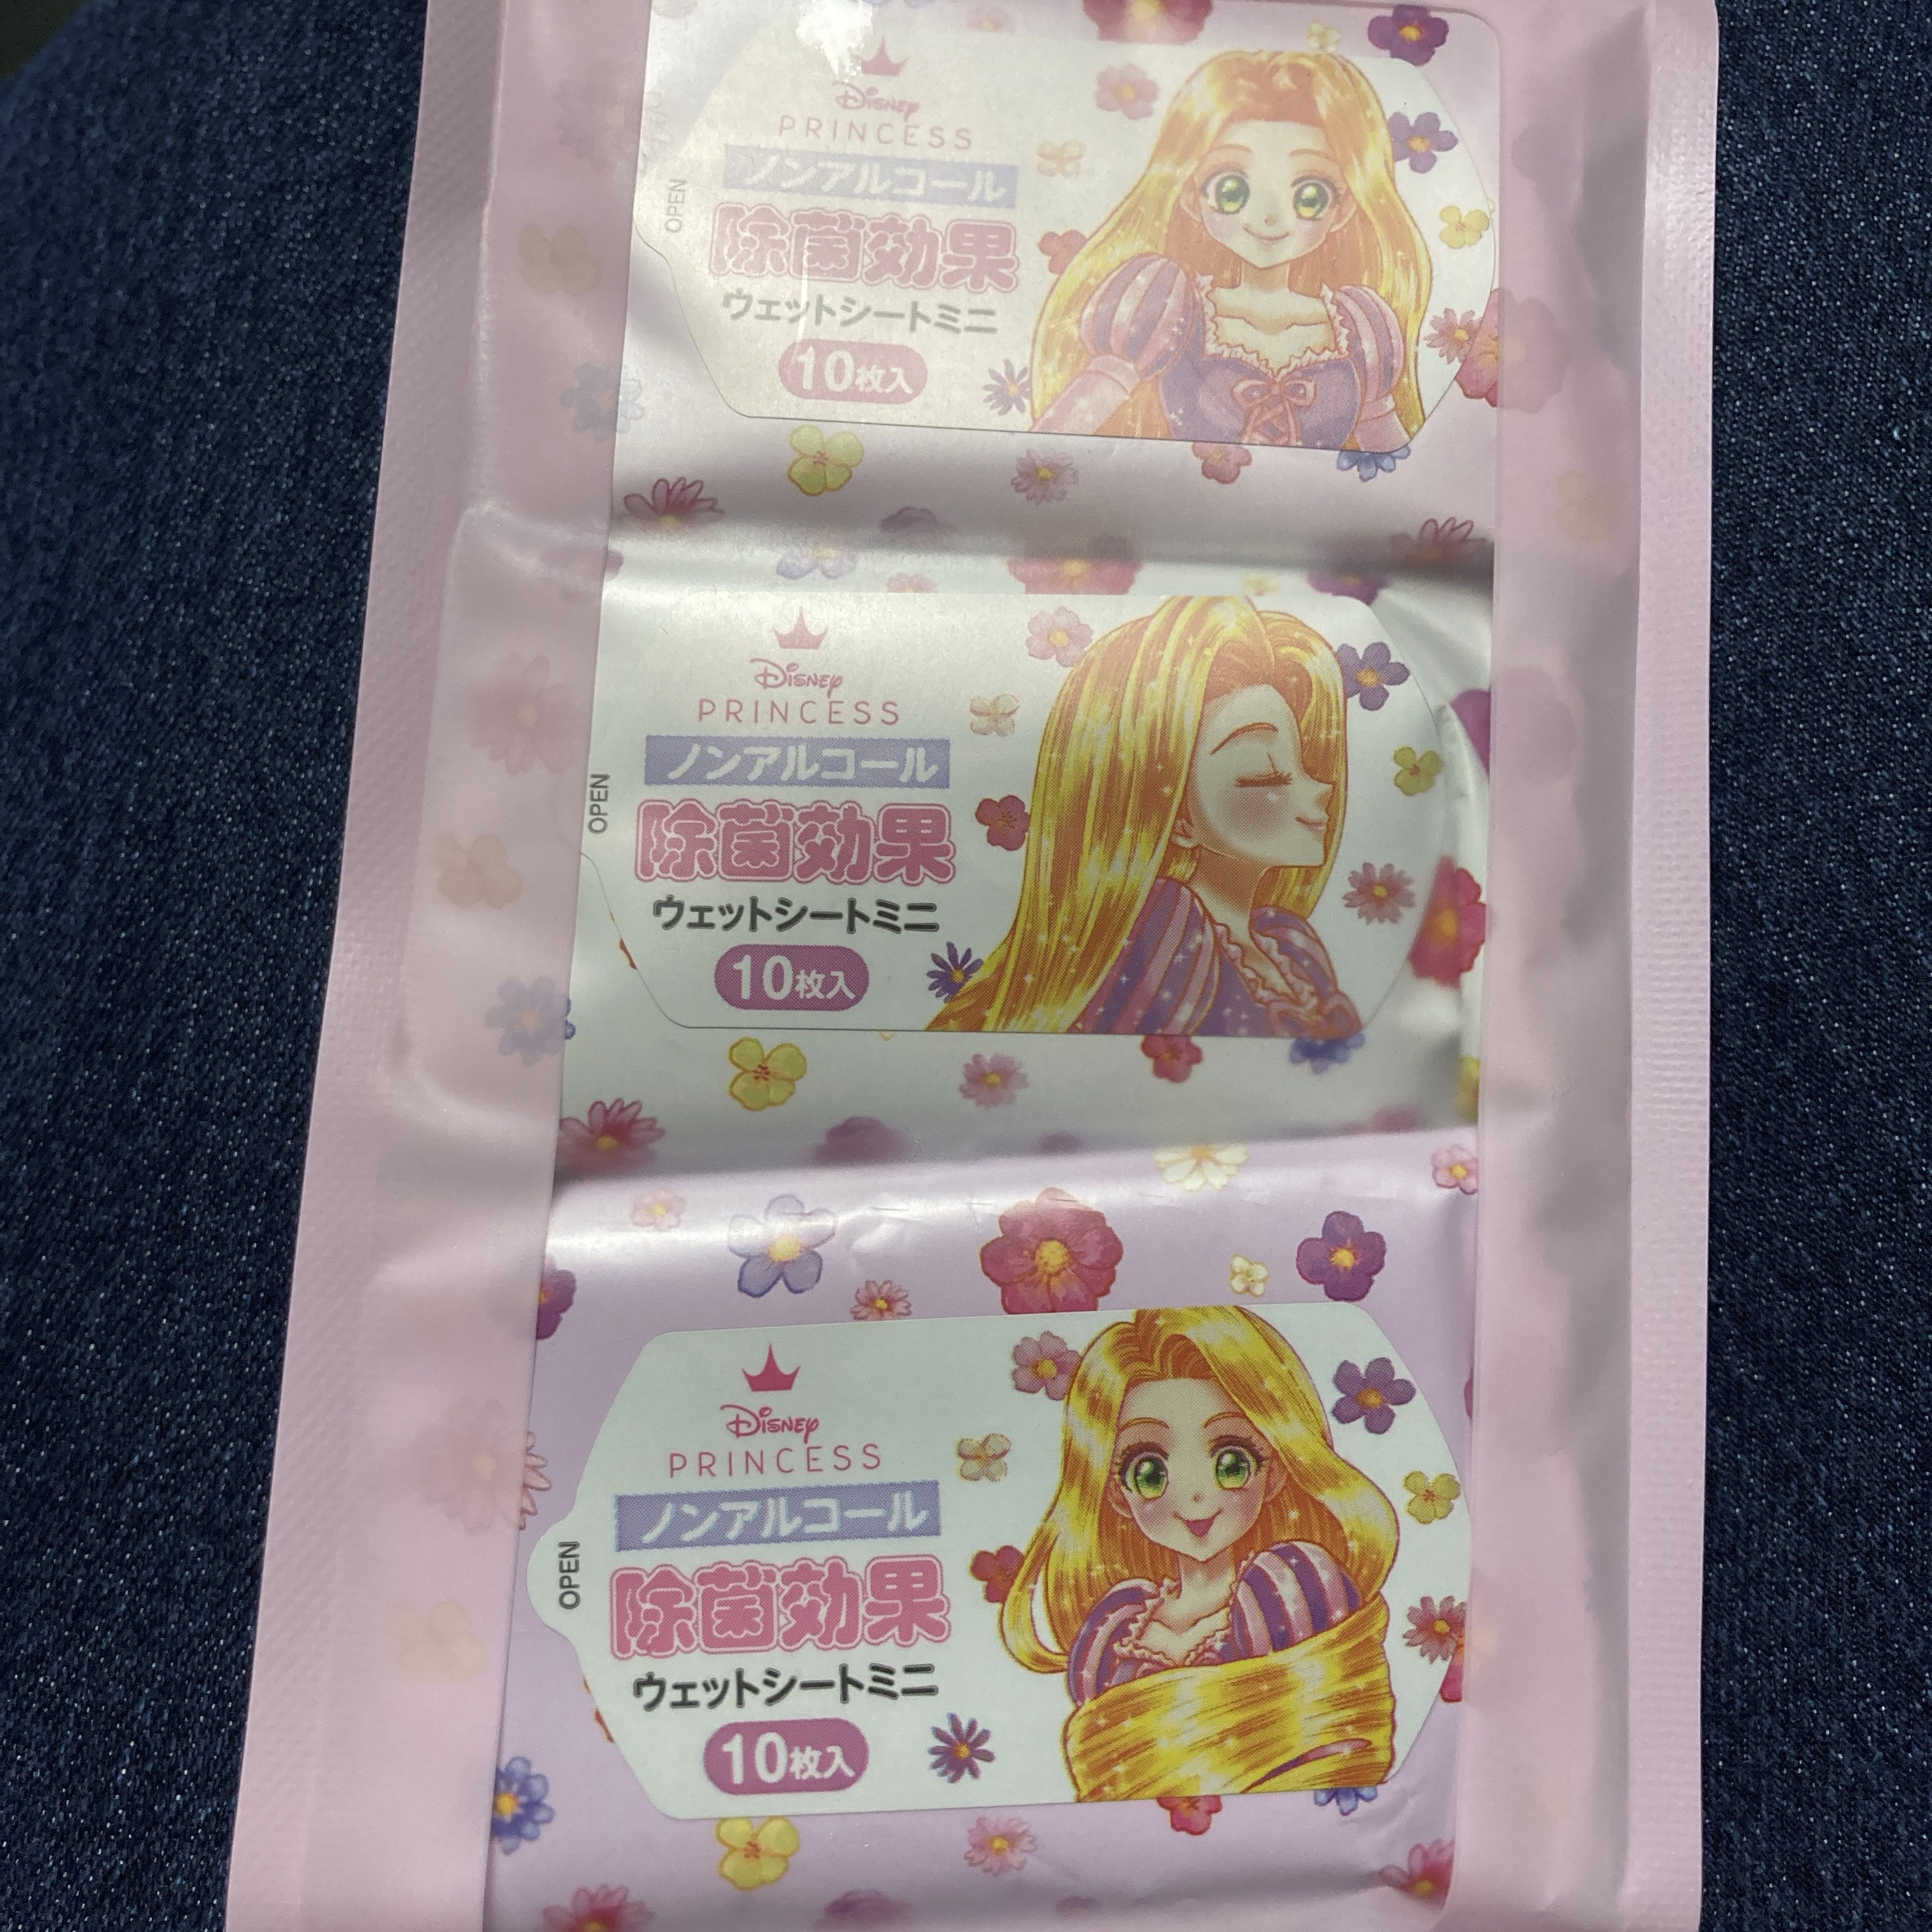 Disney
PRINCESS
ノンアルコール
除菌効果
ウェットシートミニ
10枚入
OPEN
Disney
PRINCESS
ノンアルコール
除菌効果
ウェットシートミニ
10枚入
OPEN
Disney
PRINCESS
ノンアルコール
除菌効果
ウェットシートミニ
10枚入
OPEN